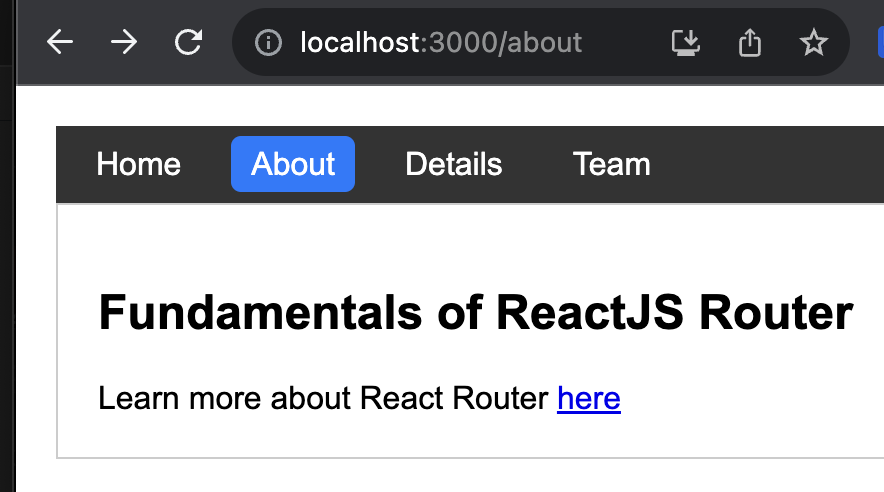 localhost:3000/about
Home About Details Team
Fundamentals of ReactJS Router
Learn more about React Router here